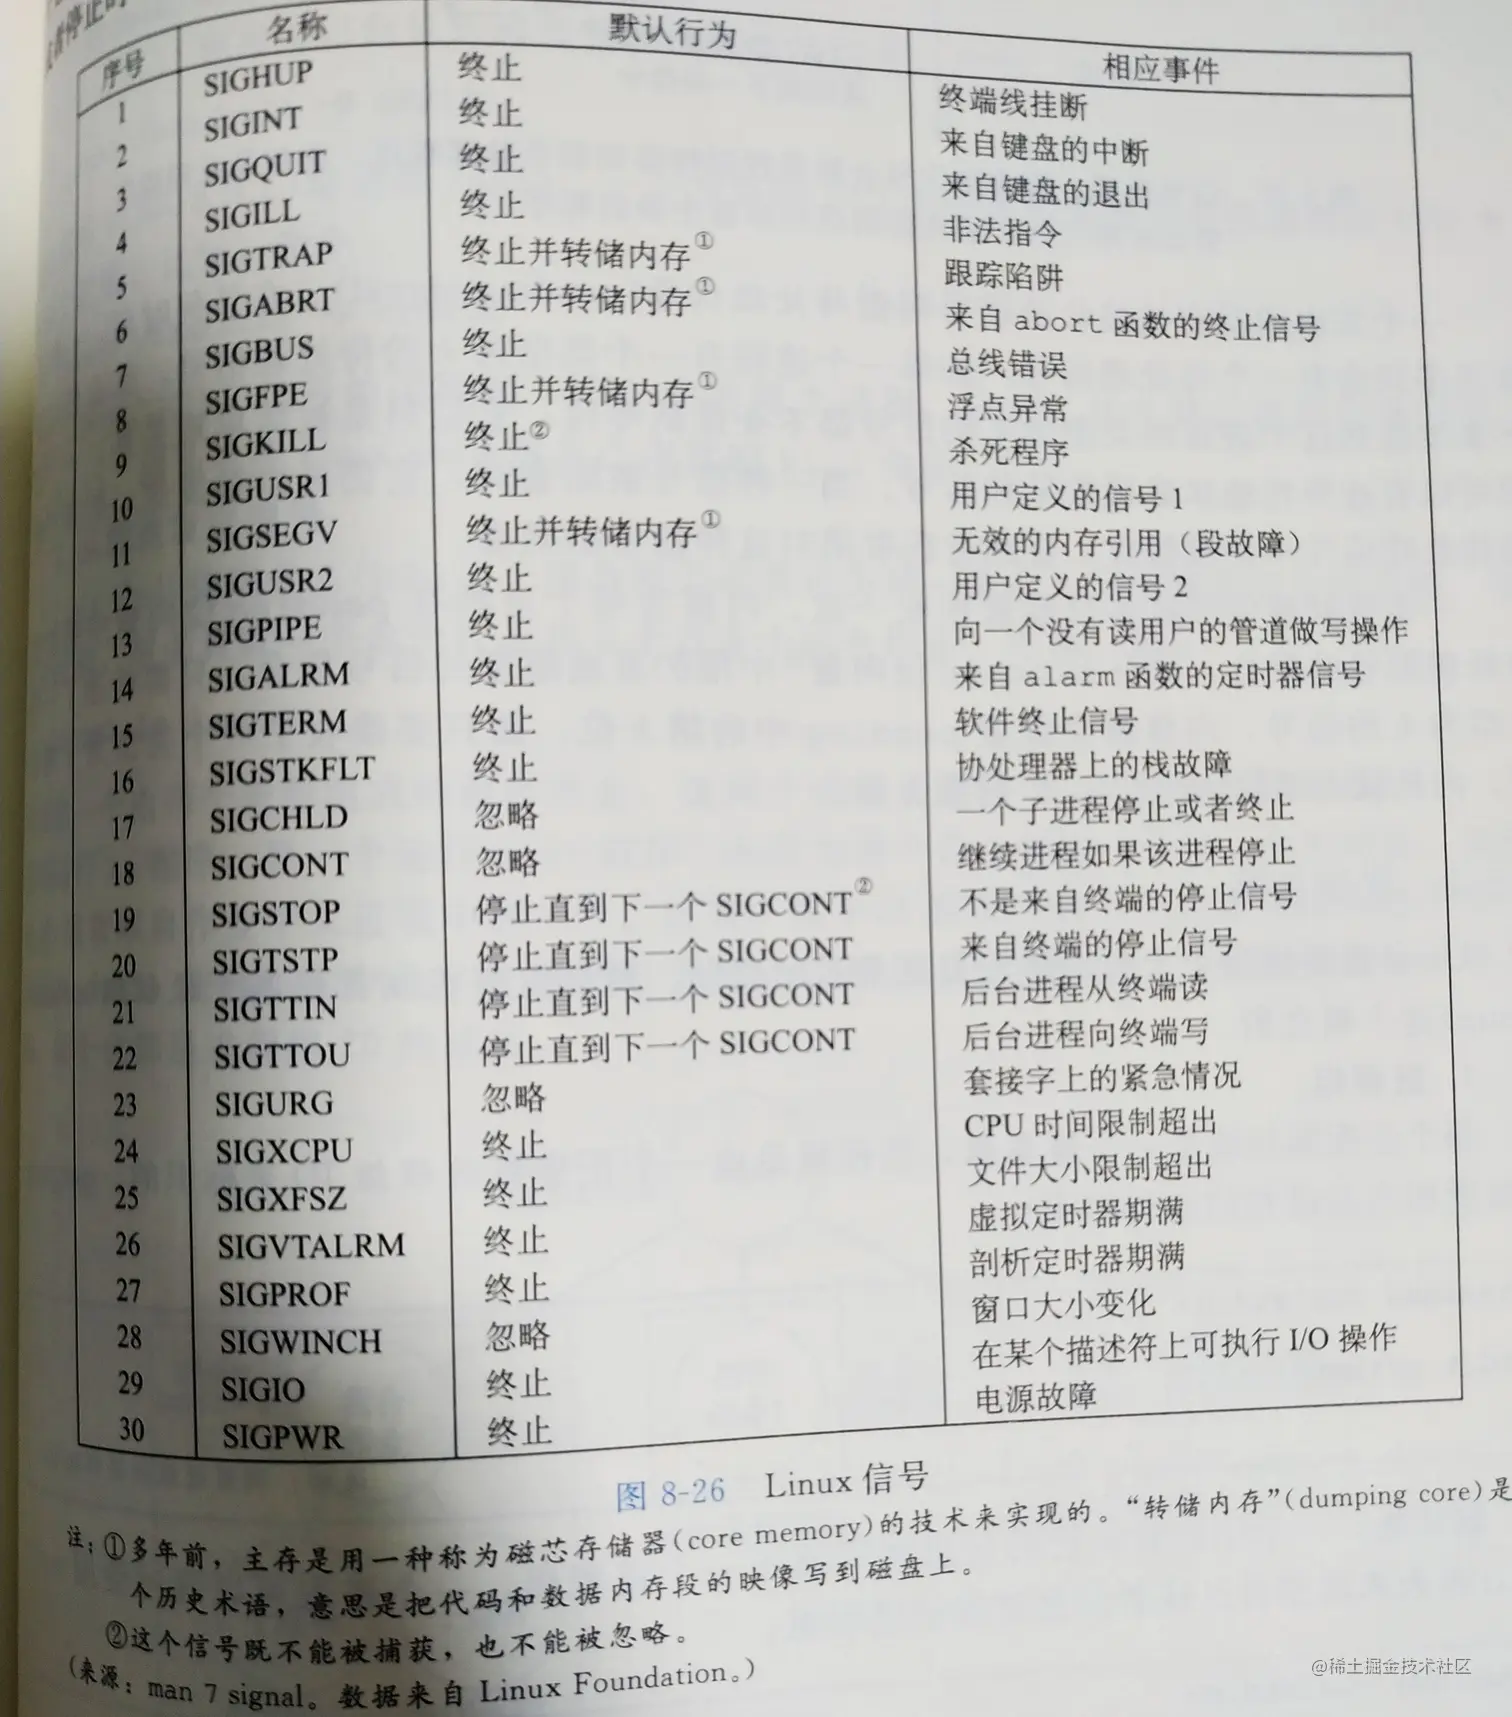 序号 名称 默认行为 相应事件
1 SIGHUP 终止 终端线挂断
2 SIGINT 终止 来自键盘的中断
3 SIGQUIT 终止 来自键盘的退出
4 SIGILL 终止 非法指令
5 SIGTRAP 终止并转储内存① 跟踪陷阱
6 SIGABRT 终止并转储内存① 来自 abort 函数的终止信号
7 SIGBUS 终止 总线错误
8 SIGFPE 终止并转储内存① 浮点异常
9 SIGKILL 终止② 杀死程序
10 SIGUSR1 终止 用户定义的信号 1
11 SIGSEGV 终止并转储内存① 无效的内存引用（段故障）
12 SIGUSR2 终止 用户定义的信号 2
13 SIGPIPE 终止 向一个没有读用户的管道做写操作
14 SIGALRM 终止 来自 alarm 函数的定时器信号
15 SIGTERM 终止 软件终止信号
16 SIGSTKFLT 终止 协处理器上的栈故障
17 SIGCHLD 忽略 一个子进程停止或者终止
18 SIGCONT 忽略 继续进程如果该进程停止
19 SIGSTOP 停止直到下一个 SIGCONT② 不是来自终端的停止信号
20 SIGTSTP 停止直到下一个 SIGCONT 来自终端的停止信号
21 SIGTTIN 停止直到下一个 SIGCONT 后台进程从终端读
22 SIGTTOU 停止直到下一个 SIGCONT 后台进程向终端写
23 SIGURG 忽略 套接字上的紧急情况
24 SIGXCPU 终止 CPU 时间限制超出
25 SIGXFSZ 终止 文件大小限制超出
26 SIGVTALRM 终止 虚拟定时器期满
27 SIGPROF 终止 剖析定时器期满
28 SIGWINCH 忽略 窗口大小变化
29 SIGIO 终止 在某个描述符上可执行 I/O 操作
30 SIGPWR 终止 电源故障
图 8-26 Linux 信号
注：①多年前，主存是用一种称为磁芯存储器(core memory)的技术来实现的。“转储内存”(dumping core)是
个历史术语，意思是把代码和数据内存段的映像写到磁盘上。
②这个信号既不能被捕获，也不能被忽略。
(来源：man 7 signal。数据来自 Linux Foundation。)
@稀土掘金技术社区